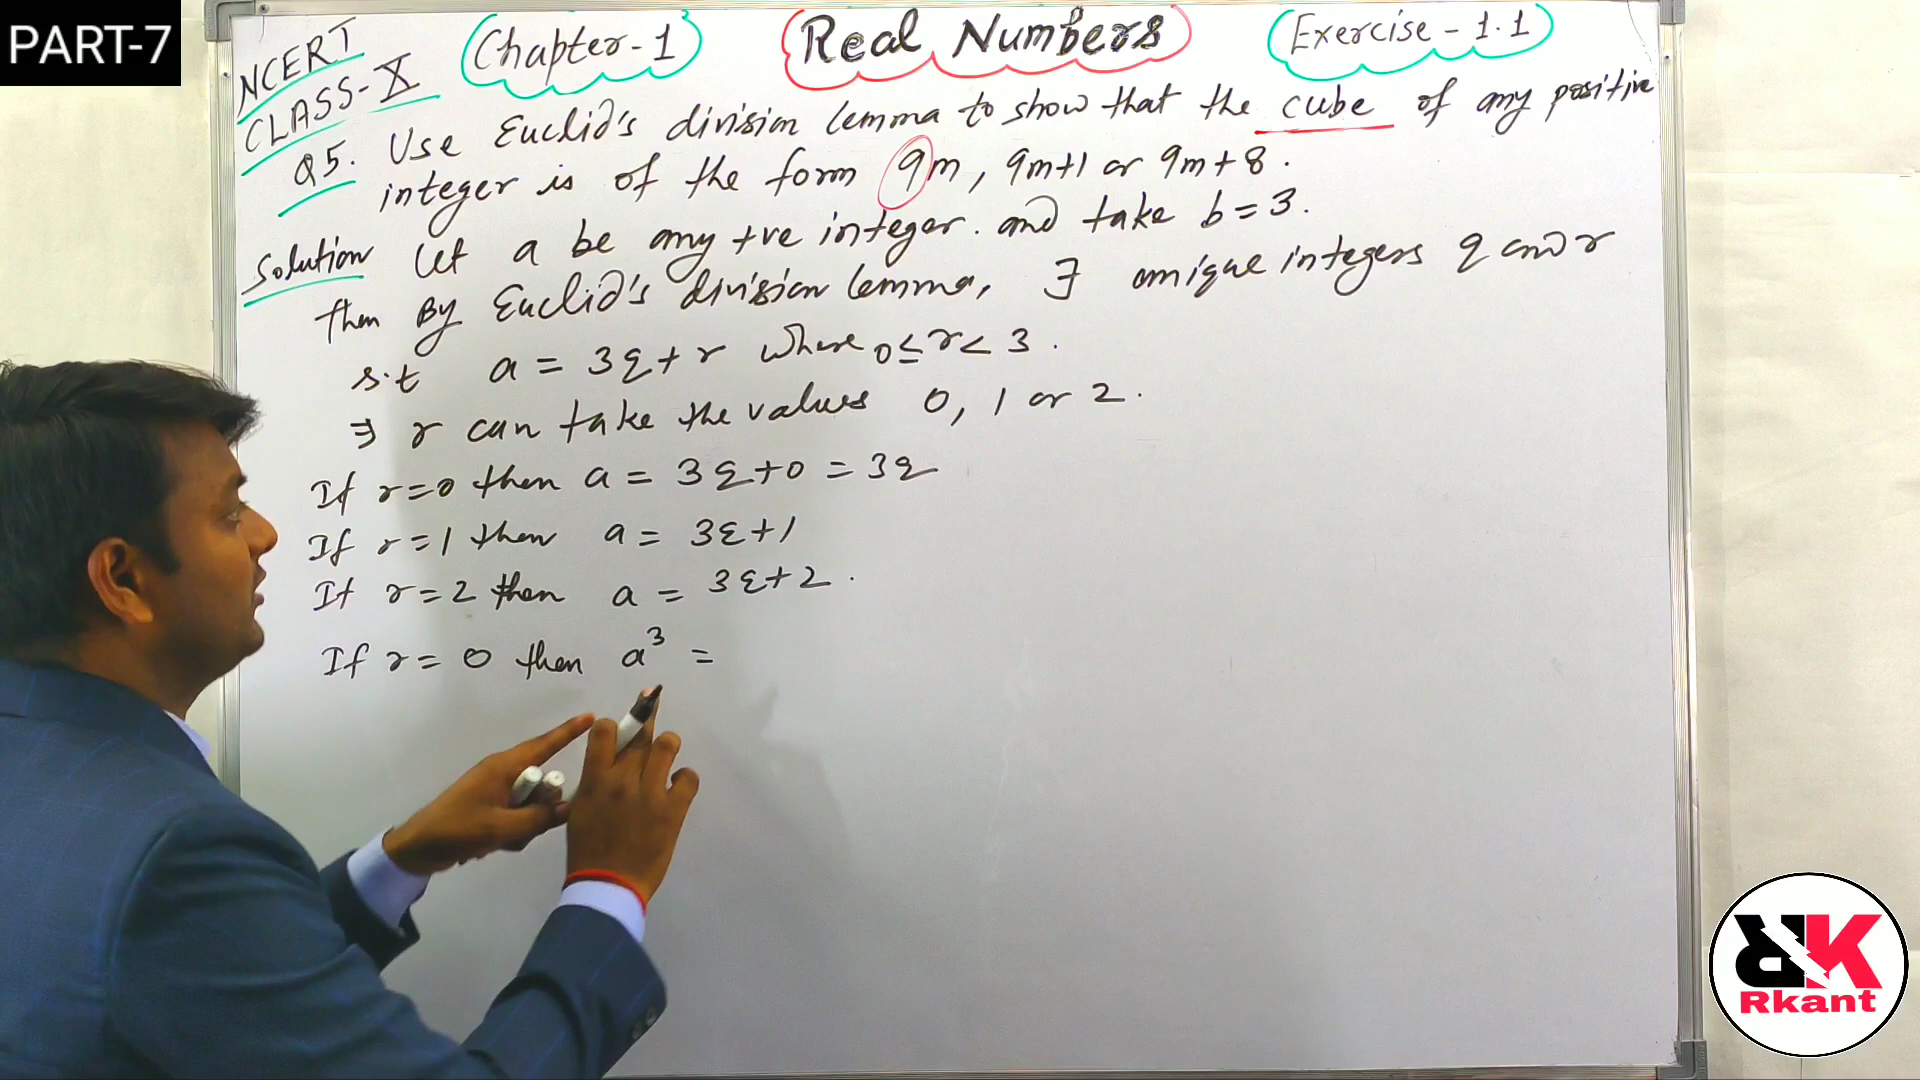 PART-7
NCERT
CLASS-X
Chapter-1
Real Numbers
Exercise-1.1
Q5. Use Euclid's division lemma to show that the cube of any positive
integer is of the form 9m, 9m+1 or 9m+8.
Solution Let a be any +ve integer. and take b=3.
then By Euclid's division lemma, ∃ unique integers q and r
s.t a = 3q+r where 0≤r<3.
⇒ r can take the values 0, 1 or 2.
If r=0 then a = 3q+0 = 3q
If r=1 then a = 3q+1
If r=2 then a = 3q+2.
If r=0 then a³ =
RK
Rkant